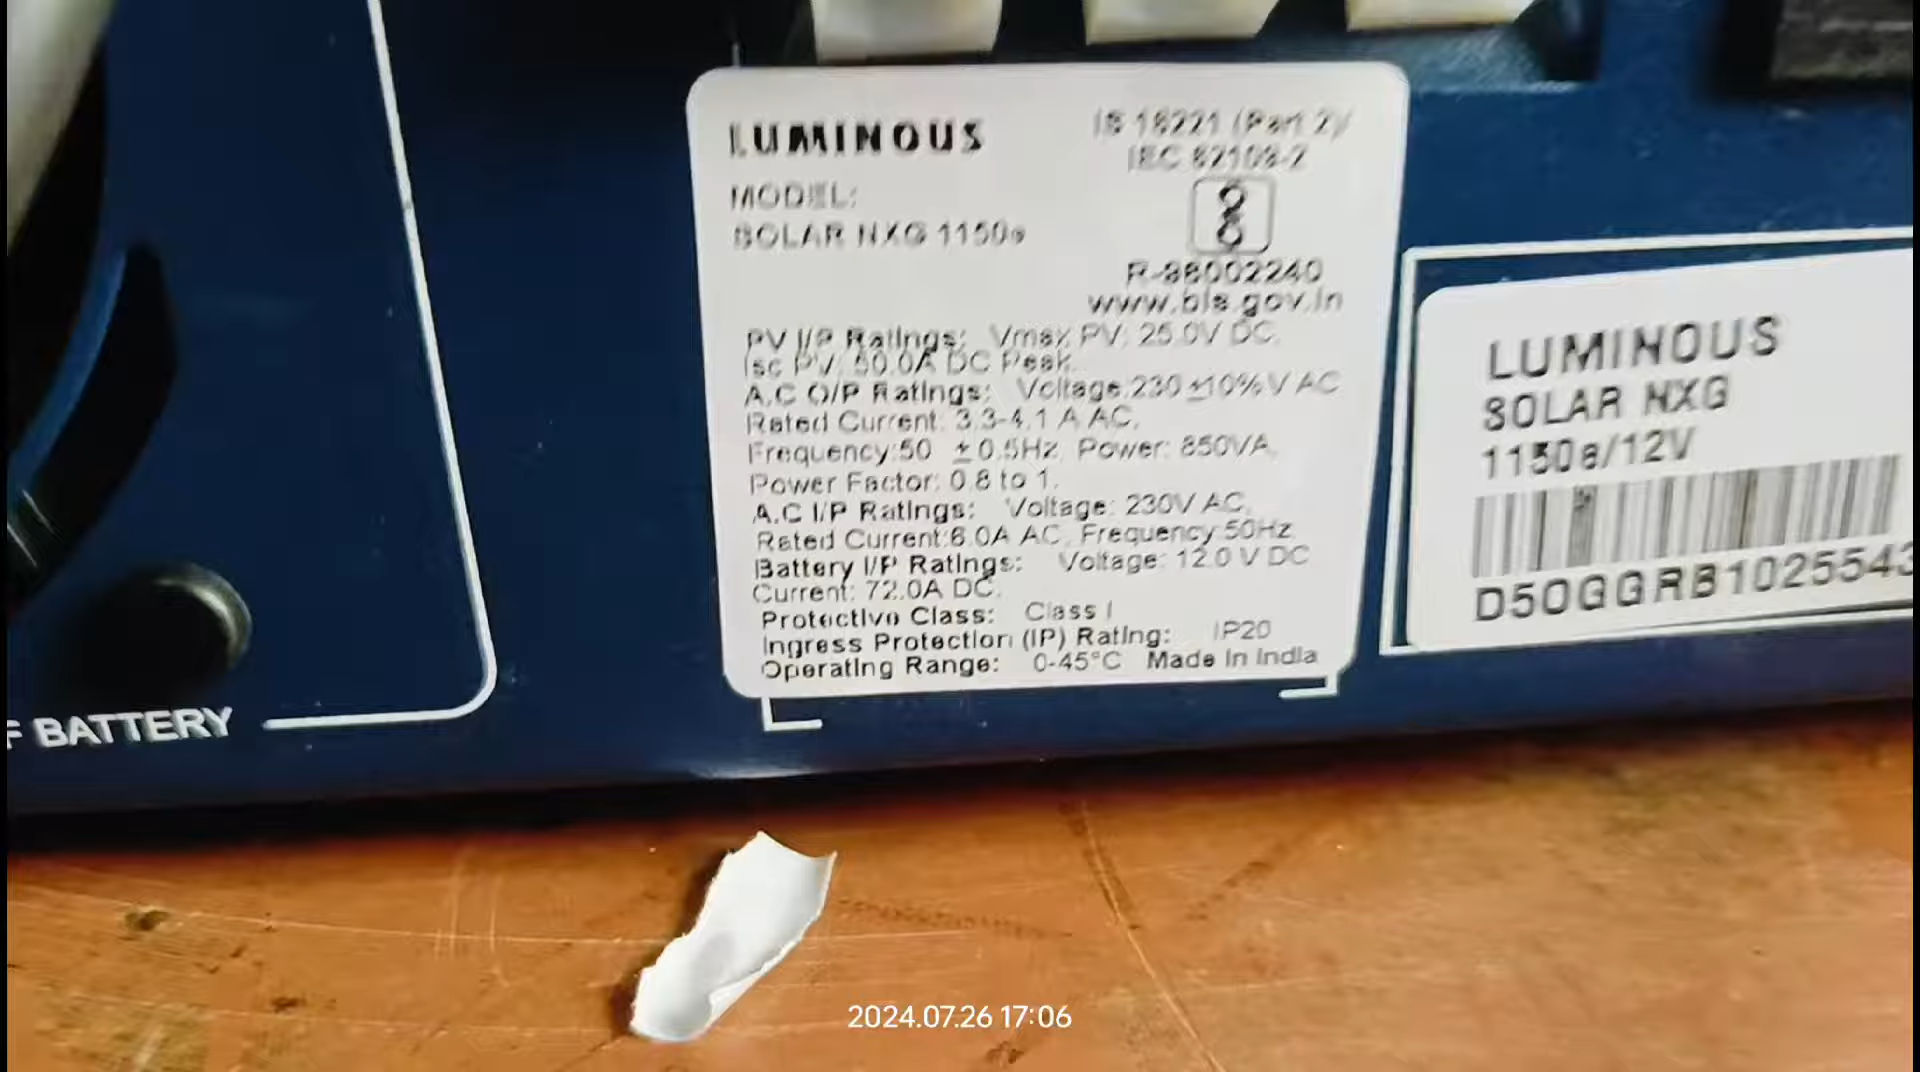 LUMINOUS
MODEL:
SOLAR NXG 1150e
IS 16221 (Part 2)/
IEC 62109-2
www.bis.gov.in
PV I/P Ratings: Vmax PV: 25.0V DC,
Isc PV: 50.0A DC Peak.
A.C O/P Ratings: Voltage:230 ±10% V AC
Rated Current: 3.3-4.1 A AC,
Frequency:50 ± 0.5Hz, Power: 850VA,
Power Factor: 0.8 to 1.
A.C I/P Ratings: Voltage: 230V AC,
Rated Current:6.0A AC, Frequency:50Hz
Battery I/P Ratings: Voltage: 12.0 V DC
Current: 72.0A DC.
Protective Class: Class I
Ingress Protection (IP) Rating: IP20
Operating Range: 0-45°C Made in India
LUMINOUS
SOLAR NXG
1150e/12V
BATTERY
2024.07.26 17:06